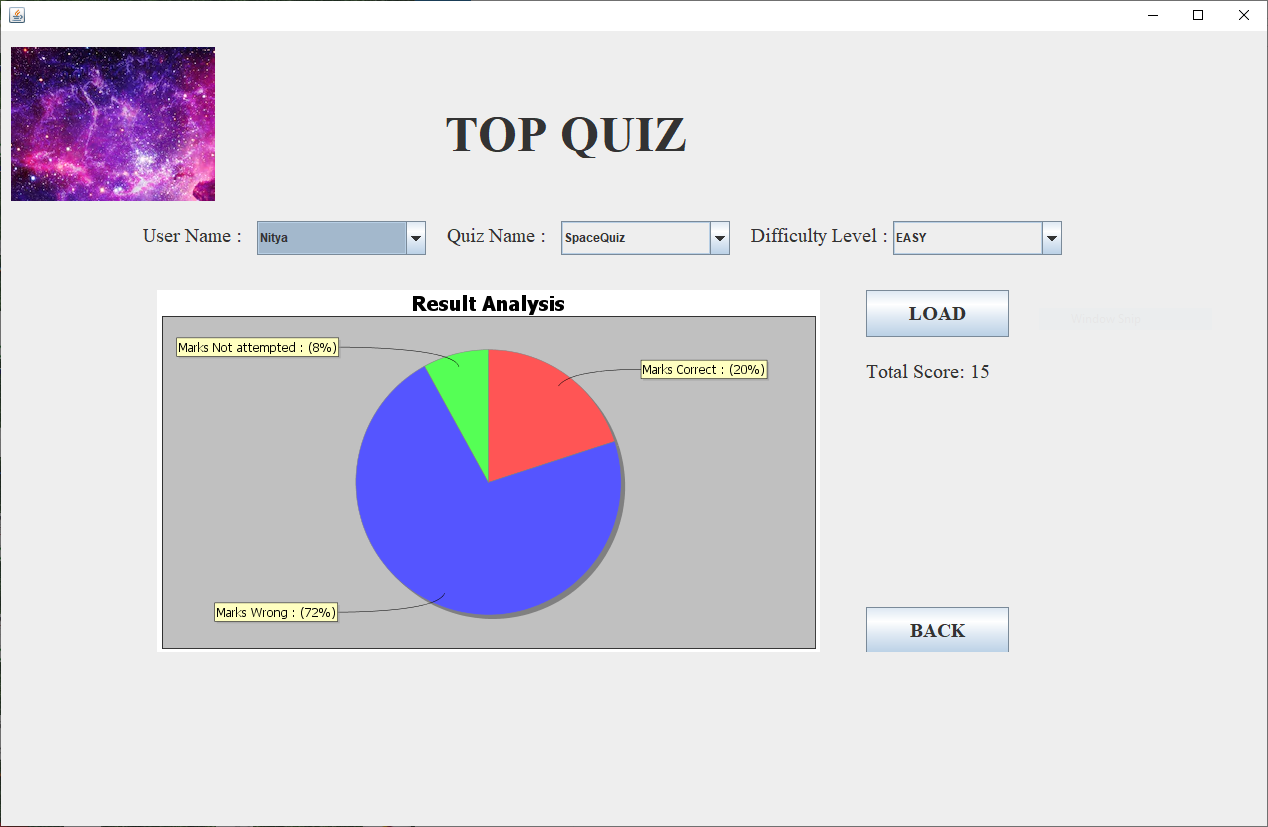 TOP QUIZ
User Name :
Nitya
Quiz Name :
SpaceQuiz
Difficulty Level :
EASY
Result Analysis
Marks Not attempted : (8%)
Marks Correct : (20%)
Marks Wrong : (72%)
LOAD
Total Score: 15
BACK